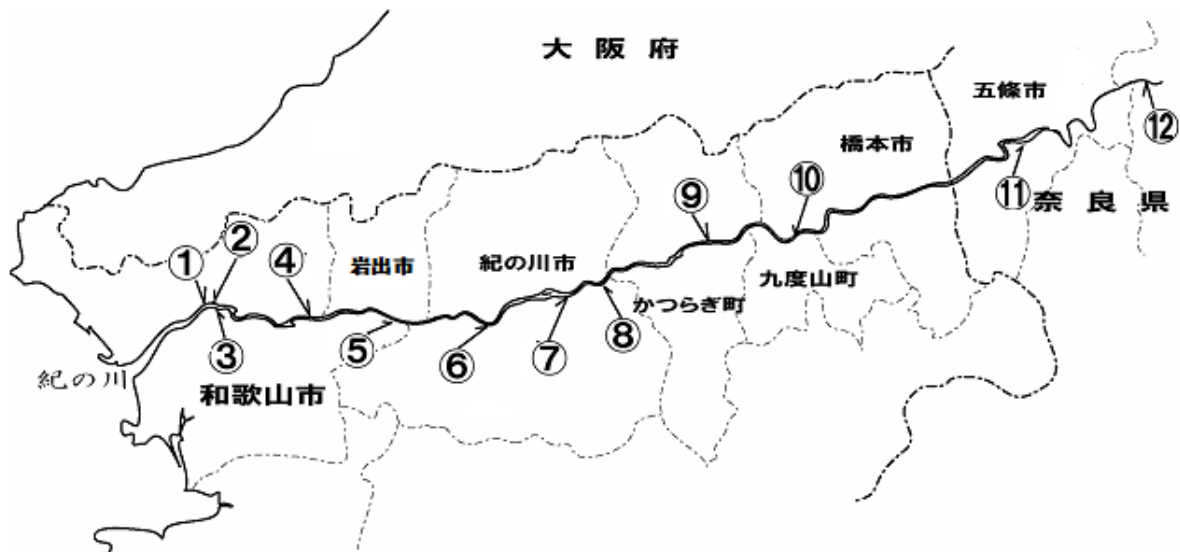 大阪府
五條市
⑫
橋本市
⑩
⑨
⑪
奈良県
②
①
④
岩出市
紀の川市
九度山町
かつらぎ町
③
⑤
⑥
⑦
⑧
紀の川
和歌山市